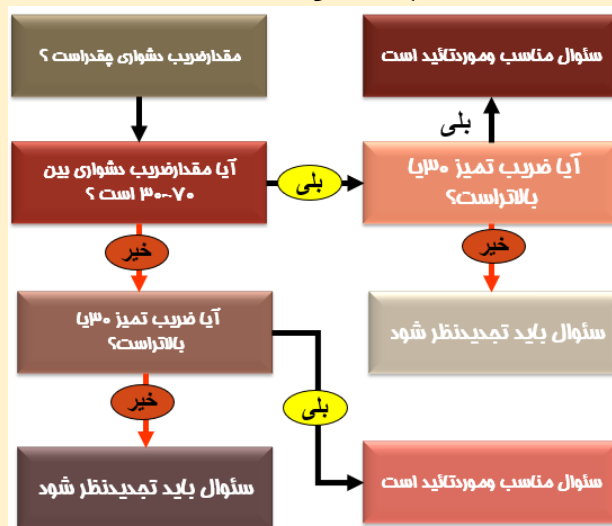 مقدارضریب دشواری چقدراست ؟
سئوال مناسب وموردتائید است
بلی
آیا مقدارضریب دشواری بین
۳۰-۷۰ است ؟
بلی
آیا ضریب تمیز ۳۰یا
بالاتراست؟
خیر
خیر
آیا ضریب تمیز ۳۰یا
بالاتراست؟
سئوال باید تجدیدنظر شود
خیر
بلی
سئوال باید تجدیدنظر شود
سئوال مناسب وموردتائید است